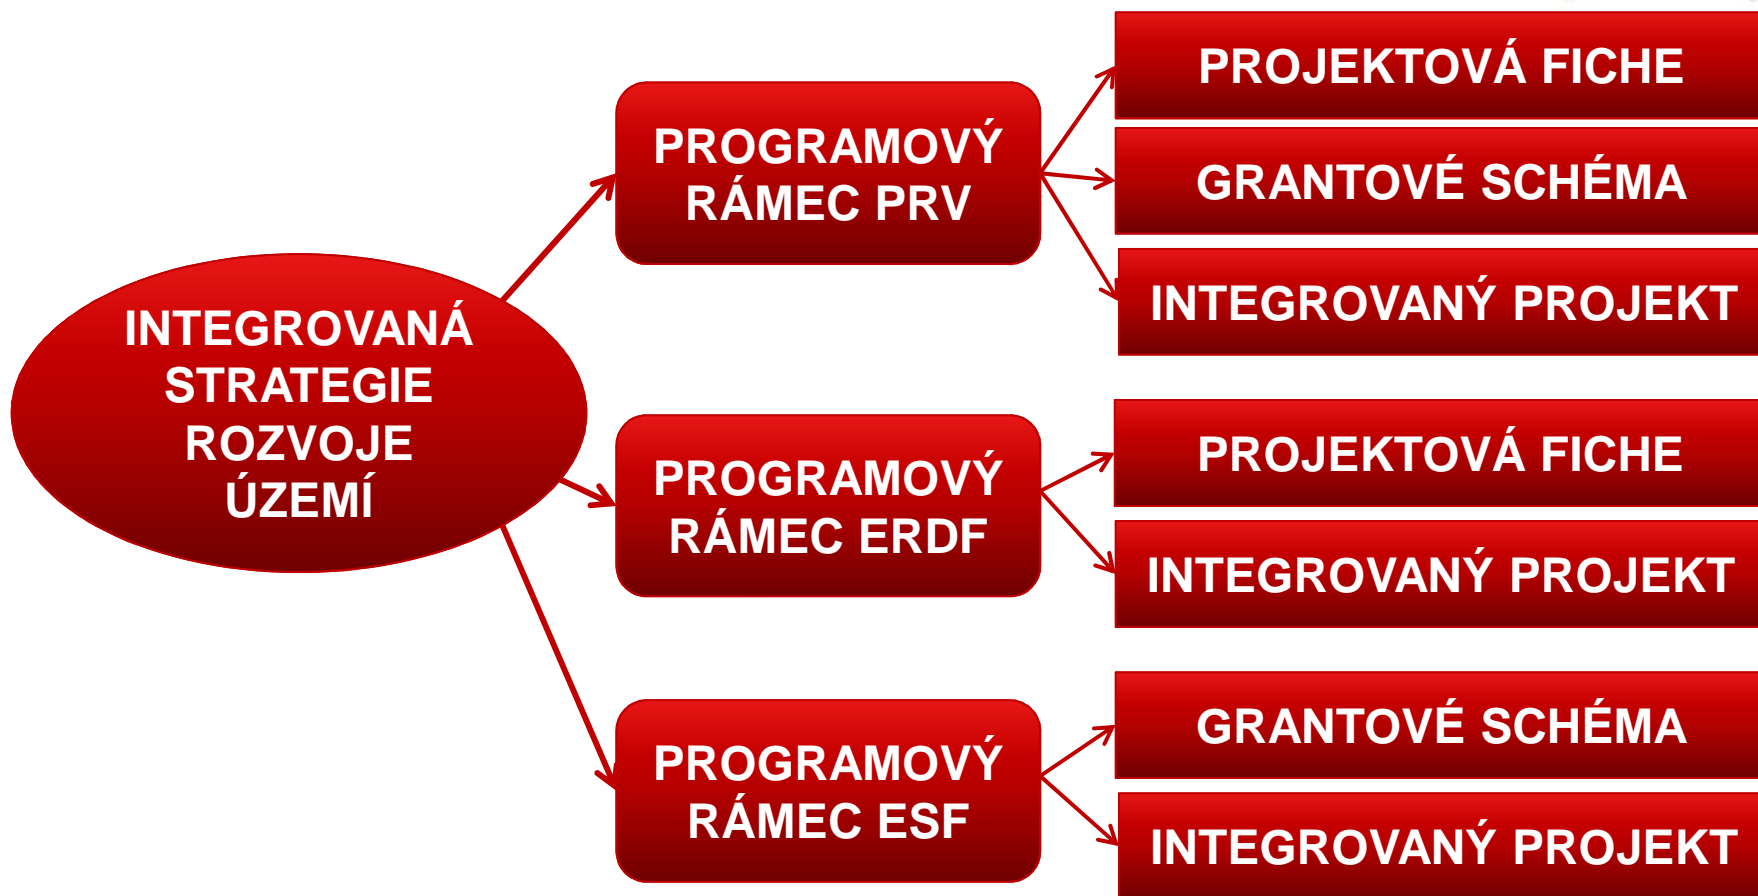 INTEGROVANÁ
STRATEGIE
ROZVOJE
ÚZEMÍ
PROGRAMOVÝ
RÁMEC PRV
PROJEKTOVÁ FICHE
GRANTOVÉ SCHÉMA
INTEGROVANÝ PROJEKT
PROGRAMOVÝ
RÁMEC ERDF
PROJEKTOVÁ FICHE
INTEGROVANÝ PROJEKT
PROGRAMOVÝ
RÁMEC ESF
GRANTOVÉ SCHÉMA
INTEGROVANÝ PROJEKT